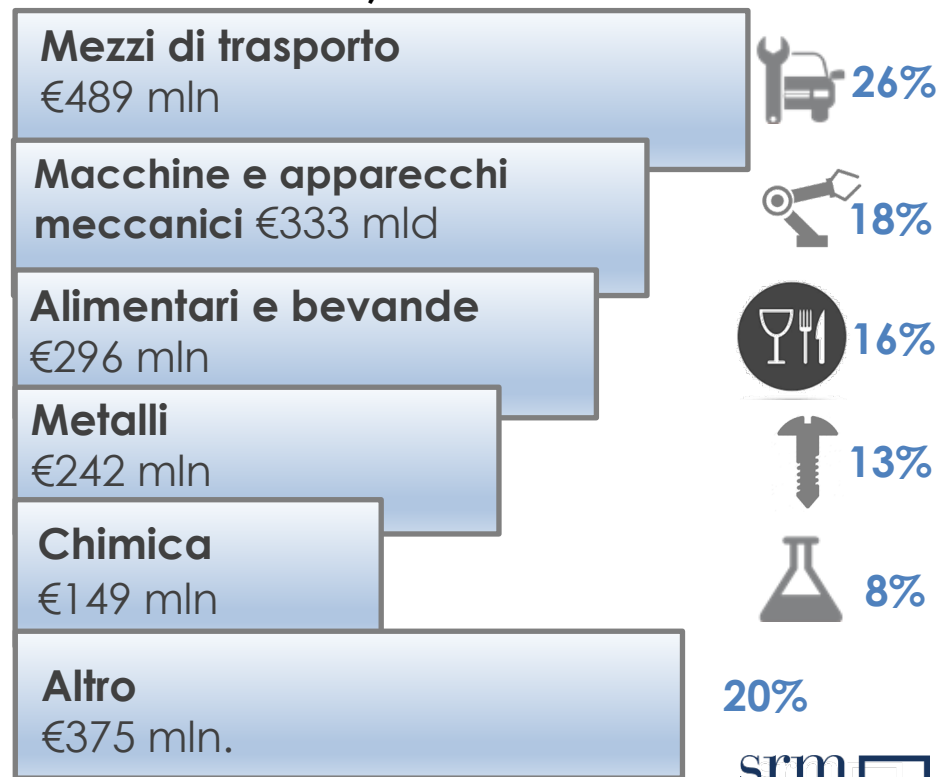 Mezzi di trasporto
€489 mln
26%
Macchine e apparecchi
meccanici €333 mld
18%
Alimentari e bevande
€296 mln
16%
Metalli
€242 mln
13%
Chimica
€149 mln
8%
Altro
€375 mln.
20%
srm